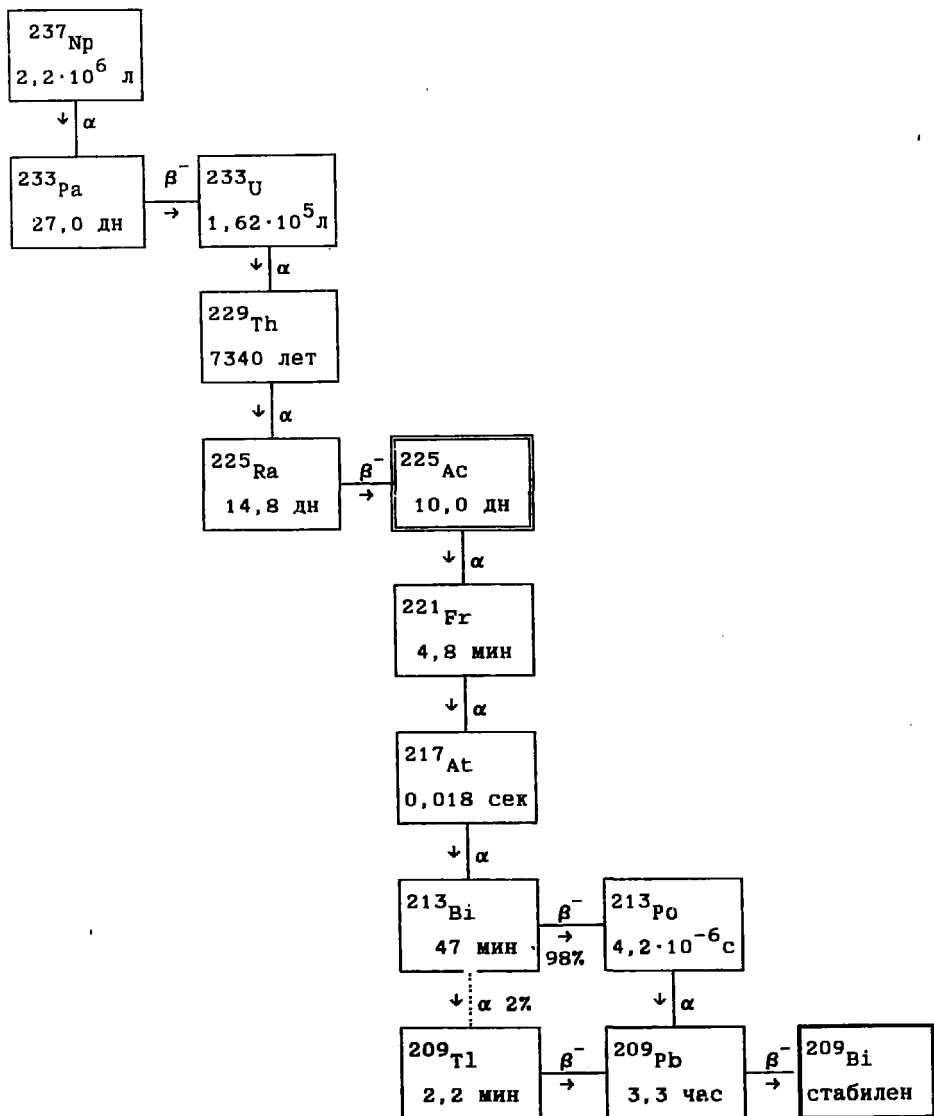 ²³⁷Np
2,2·10⁶ л
↓ α
²³³Pa
27,0 дн
β⁻
→
²³³U
1,62·10⁵л
↓ α
²²⁹Th
7340 лет
↓ α
²²⁵Ra
14,8 дн
β⁻
→
²²⁵Ac
10,0 дн
↓ α
²²¹Fr
4,8 мин
↓ α
²¹⁷At
0,018 сек
↓ α
²¹³Bi
47 мин
β⁻
→
98%
²¹³Po
4,2·10⁻⁶с
↓ α 2%
↓ α
²⁰⁹Tl
2,2 мин
β⁻
→
²⁰⁹Pb
3,3 час
β⁻
→
²⁰⁹Bi
стабилен